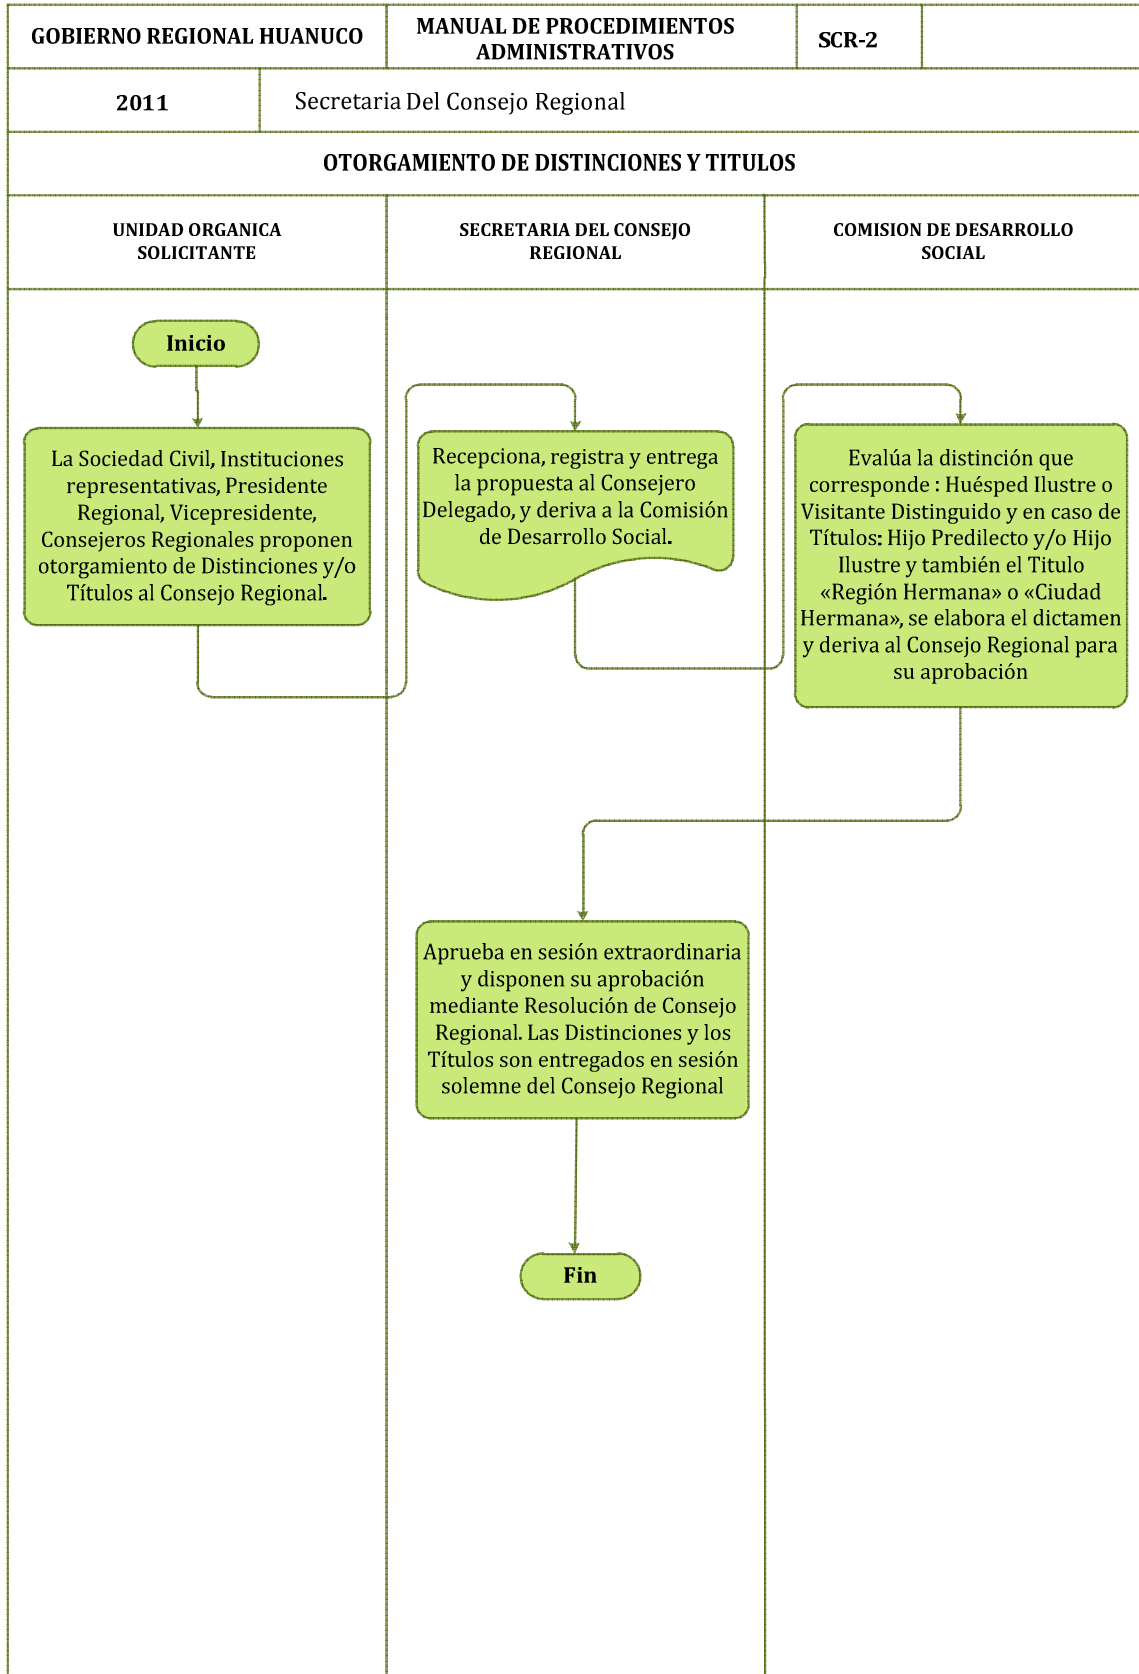 GOBIERNO REGIONAL HUANUCO
MANUAL DE PROCEDIMIENTOS
ADMINISTRATIVOS
SCR-2
2011
Secretaria Del Consejo Regional
OTORGAMIENTO DE DISTINCIONES Y TITULOS
UNIDAD ORGANICA
SOLICITANTE
SECRETARIA DEL CONSEJO
REGIONAL
COMISION DE DESARROLLO
SOCIAL
Inicio
La Sociedad Civil, Instituciones
representativas, Presidente
Regional, Vicepresidente,
Consejeros Regionales proponen
otorgamiento de Distinciones y/o
Títulos al Consejo Regional.
Recepciona, registra y entrega
la propuesta al Consejero
Delegado, y deriva a la Comisión
de Desarrollo Social.
Evalúa la distinción que
corresponde : Huésped Ilustre o
Visitante Distinguido y en caso de
Títulos: Hijo Predilecto y/o Hijo
Ilustre y también el Titulo
«Región Hermana» o «Ciudad
Hermana», se elabora el dictamen
y deriva al Consejo Regional para
su aprobación
Aprueba en sesión extraordinaria
y disponen su aprobación
mediante Resolución de Consejo
Regional. Las Distinciones y los
Títulos son entregados en sesión
solemne del Consejo Regional
Fin